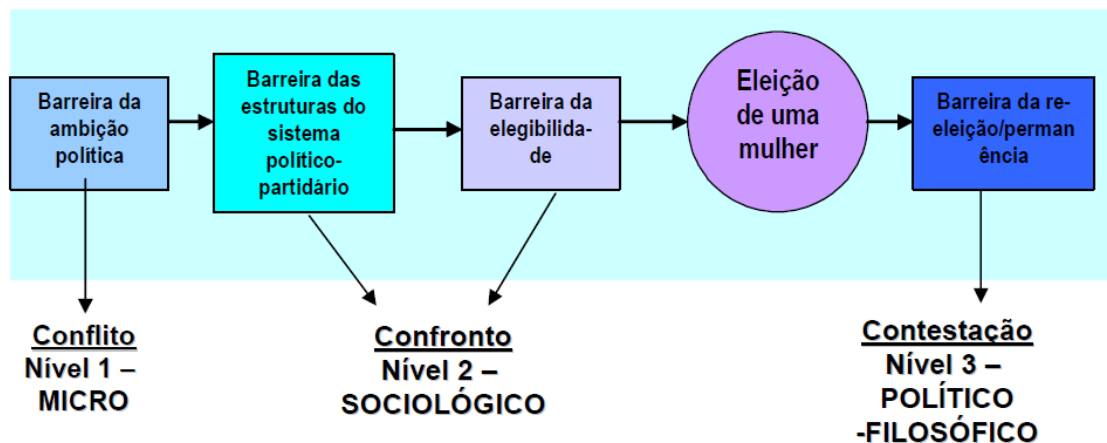 Barreira da
ambição
política
Barreira das
estruturas do
sistema
político-
partidário
Barreira da
elegibilida-
de
Eleição
de uma
mulher
Barreira da re-
eleição/perman
ência
Conflito
Nível 1 –
MICRO
Confronto
Nível 2 –
SOCIOLÓGICO
Contestação
Nível 3 –
POLÍTICO
-FILOSÓFICO